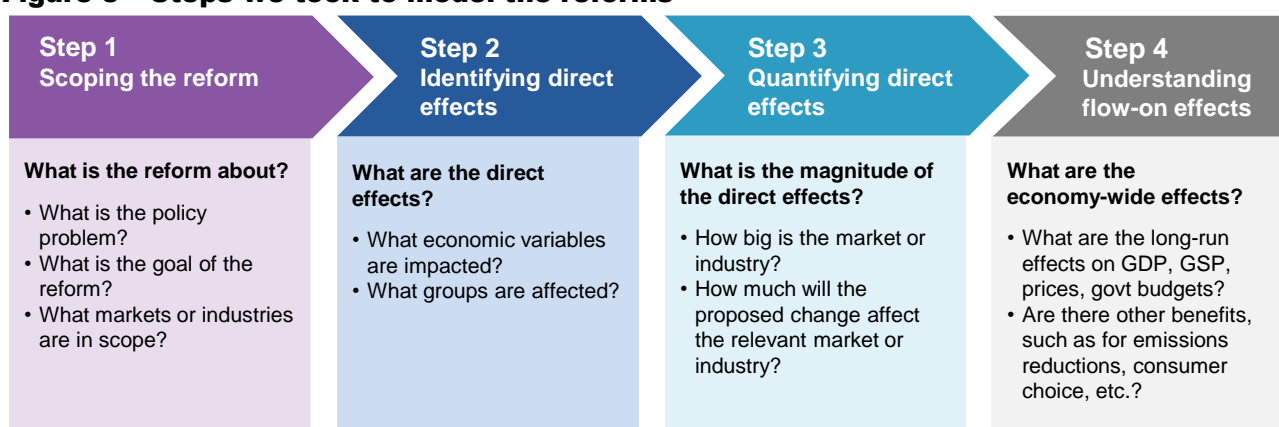 Step 1
Scoping the reform
What is the reform about?
• What is the policy
problem?
• What is the goal of the
reform?
• What markets or industries
are in scope?
Step 2
Identifying direct
effects
What are the direct
effects?
• What economic variables
are impacted?
• What groups are affected?
Step 3
Quantifying direct
effects
What is the magnitude of
the direct effects?
• How big is the market or
industry?
• How much will the
proposed change affect
the relevant market or
industry?
Step 4
Understanding
flow-on effects
What are the
economy-wide effects?
• What are the long-run
effects on GDP, GSP,
prices, govt budgets?
• Are there other benefits,
such as for emissions
reductions, consumer
choice, etc.?